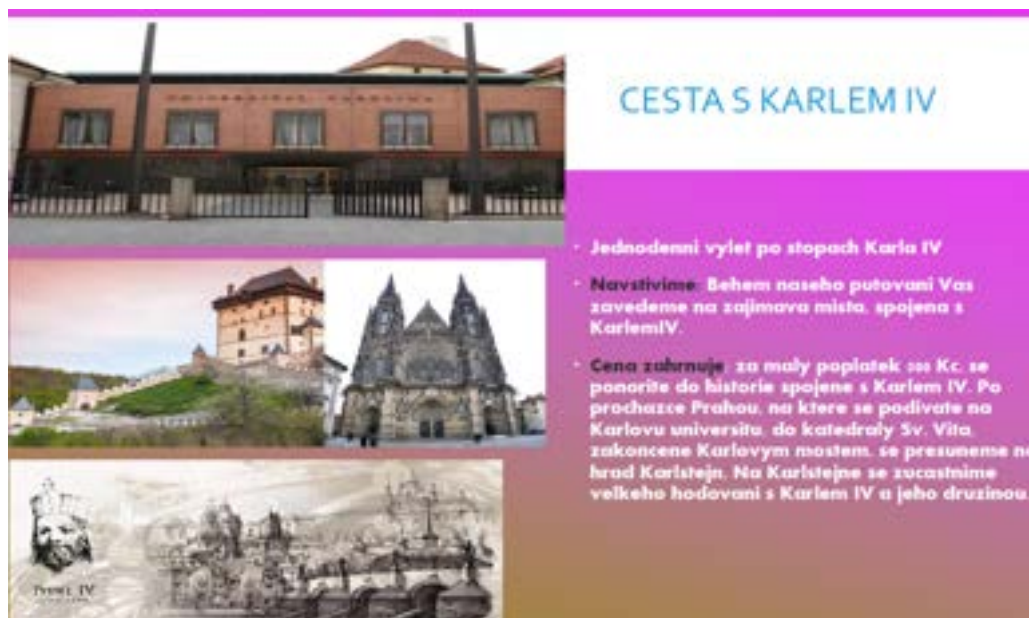 CESTA S KARLEM IV
• Jednodenni vylet po stopach Karla IV
• Navstivime: Behem naseho putovani Vas
zavedeme na zajimava mista, spojena s
KarlemIV.
• Cena zahrnuje: za maly poplatek Kc. se
ponorite do historie spojene s Karlem IV. Po
prochazce Prahou, na ktere se podivate na
Karlovu universitu, do katedraly Sv. Vita,
zakoncene Karlovym mostem, se presuneme na
hrad Karlstejn. Na Karlstejne se zucastnime
velkeho hodovani s Karlem IV a jeho druzinou.
IV